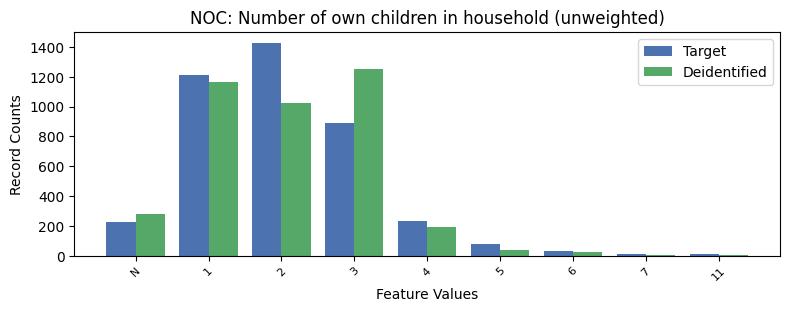 NOC: Number of own children in household (unweighted)
Target
Deidentified
1400
1200
1000
800
600
400
200
0
Record Counts
N
1
2
3
4
5
6
7
11
Feature Values